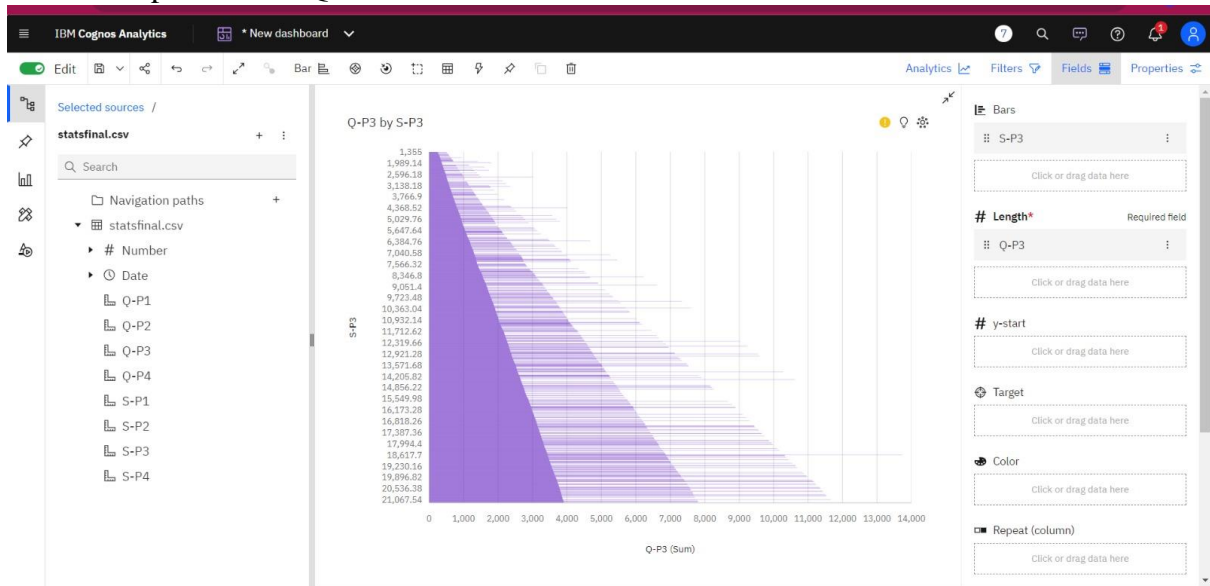 IBM Cognos Analytics
* New dashboard
7
1
Edit
Bar
Analytics
Filters
Fields
Properties
Selected sources /
statsfinal.csv
Search
Navigation paths
statsfinal.csv
# Number
Date
Q-P1
Q-P2
Q-P3
Q-P4
S-P1
S-P2
S-P3
S-P4
Q-P3 by S-P3
S-P3
1,355
1,989.14
2,596.18
3,138.18
3,766.9
4,368.52
5,029.76
5,647.64
6,384.76
7,040.58
7,566.32
8,346.8
9,051.4
9,723.48
10,363.04
10,932.14
11,712.62
12,319.66
12,921.28
13,571.68
14,205.82
14,856.22
15,549.98
16,173.28
16,818.26
17,387.36
17,994.4
18,617.7
19,230.16
19,896.82
20,536.38
21,067.54
0 1,000 2,000 3,000 4,000 5,000 6,000 7,000 8,000 9,000 10,000 11,000 12,000 13,000 14,000
Q-P3 (Sum)
Bars
S-P3
Click or drag data here
# Length* Required field
Q-P3
Click or drag data here
# y-start
Click or drag data here
Target
Click or drag data here
Color
Click or drag data here
Repeat (column)
Click or drag data here